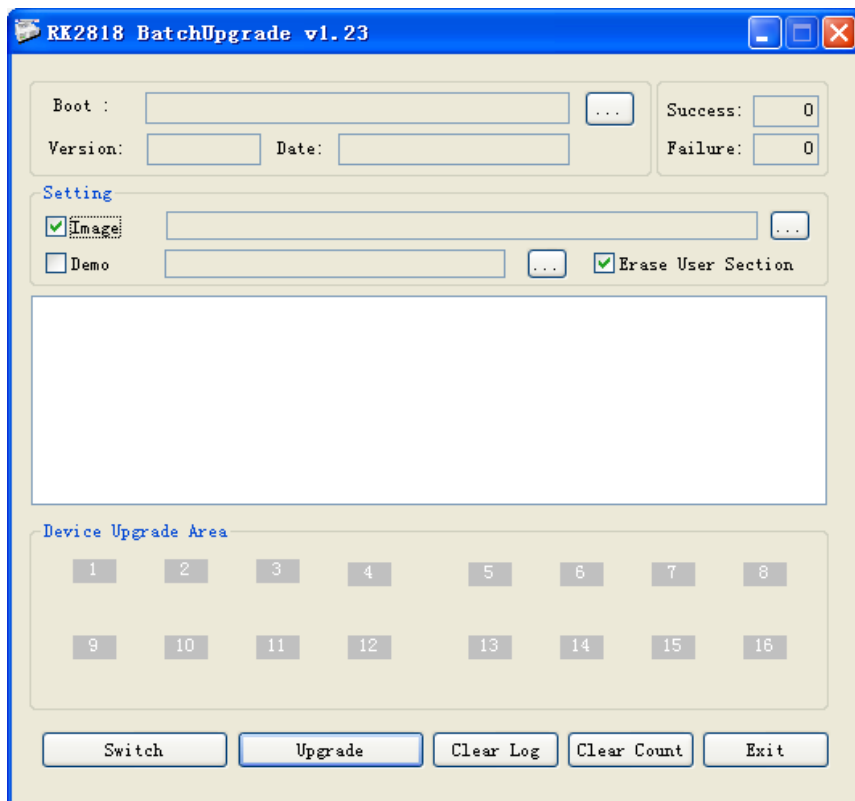 RK2818 BatchUpgrade v1.23
Boot : ... Success: 0
Version: Date: Failure: 0
Setting
Image ...
Demo ... Erase User Section
Device Upgrade Area
1 2 3 4 5 6 7 8
9 10 11 12 13 14 15 16
Switch Upgrade Clear Log Clear Count Exit